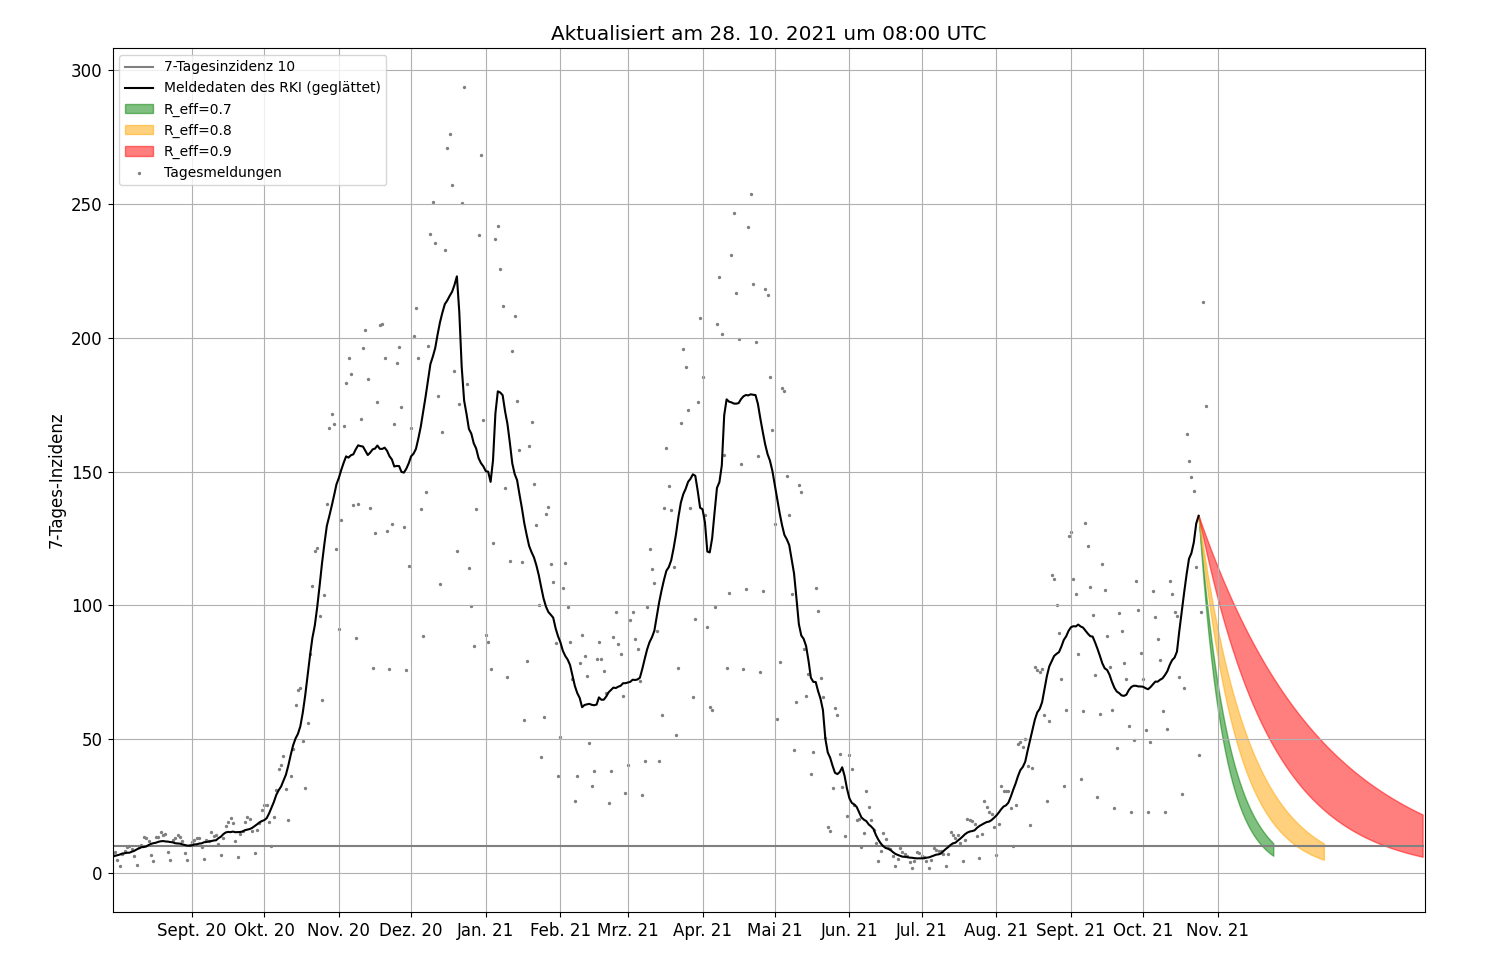 Aktualisiert am 28. 10. 2021 um 08:00 UTC
7-Tagesinzidenz 10
Meldedaten des RKI (geglättet)
R_eff=0.7
R_eff=0.8
R_eff=0.9
Tagesmeldungen
7-Tages-Inzidenz
300
250
200
150
100
50
0
Sept. 20 Okt. 20 Nov. 20 Dez. 20 Jan. 21 Feb. 21 Mrz. 21 Apr. 21 Mai 21 Jun. 21 Jul. 21 Aug. 21 Sept. 21 Oct. 21 Nov. 21